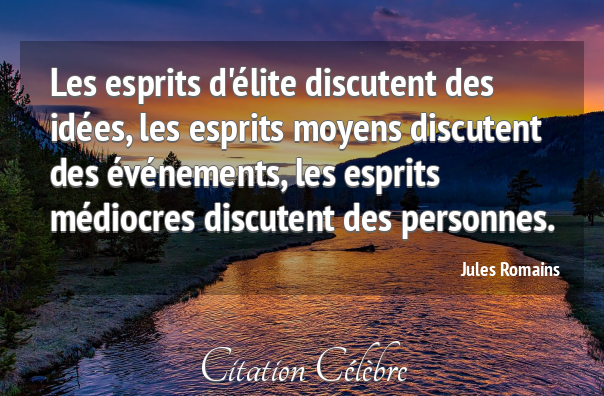 Les esprits d'élite discutent des
idées, les esprits moyens discutent
des événements, les esprits
médiocres discutent des personnes.
Jules Romains
Citation Célèbre